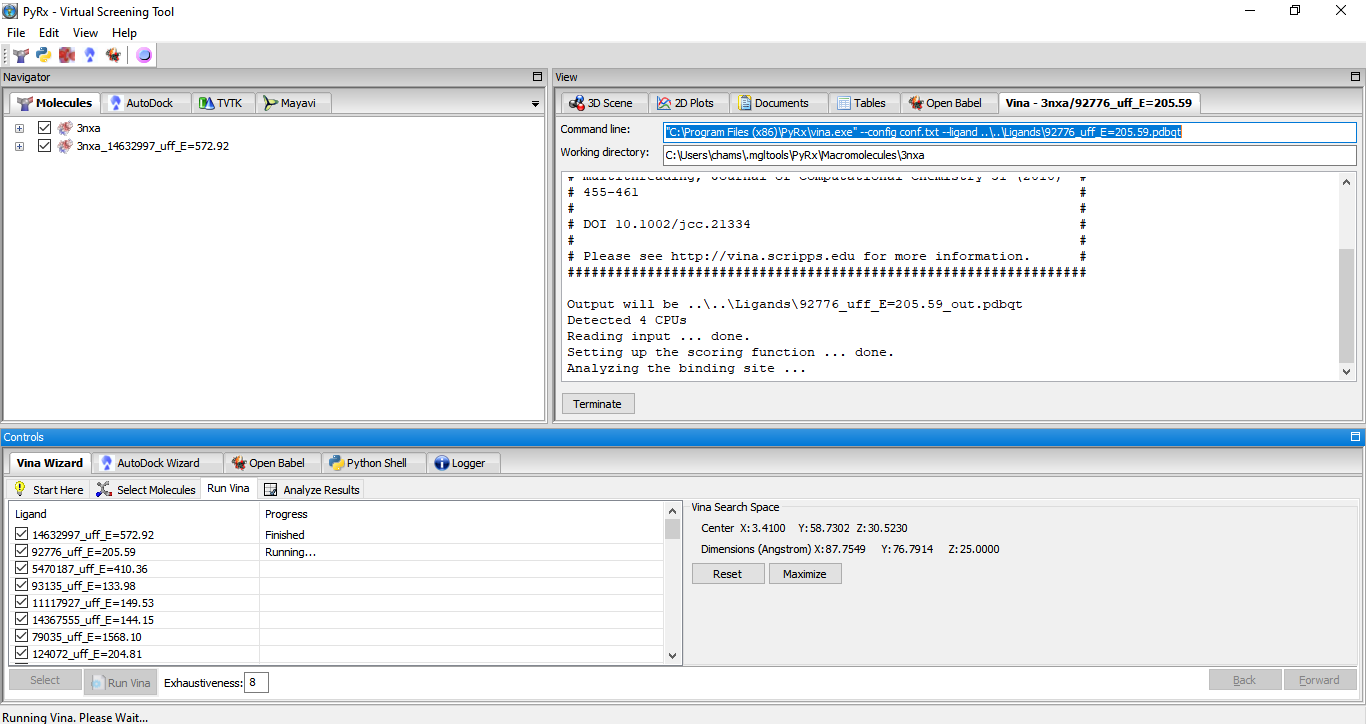 PyRx - Virtual Screening Tool
File Edit View Help
Navigator
Molecules AutoDock TVTK Mayavi
3nxa
3nxa_14632997_uff_E=572.92
View
3D Scene 2D Plots Documents Tables Open Babel Vina - 3nxa/92776_uff_E=205.59
Command line: "C:\Program Files (x86)\PyRx\vina.exe" --config conf.txt --ligand ..\..\Ligands\92776_uff_E=205.59.pdbqt
Working directory: C:\Users\chams\.mgltools\PyRx\Macromolecules\3nxa
# multithreading, Journal of Computational Chemistry 31 (2010) #
# 455-461 #
# #
# DOI 10.1002/jcc.21334 #
# #
# Please see http://vina.scripps.edu for more information. #
#################################################################
Output will be ..\..\Ligands\92776_uff_E=205.59_out.pdbqt
Detected 4 CPUs
Reading input ... done.
Setting up the scoring function ... done.
Analyzing the binding site ...
Terminate
Controls
Vina Wizard AutoDock Wizard Open Babel Python Shell Logger
Start Here Select Molecules Run Vina Analyze Results
Ligand Progress
14632997_uff_E=572.92 Finished
92776_uff_E=205.59 Running...
5470187_uff_E=410.36
93135_uff_E=133.98
11117927_uff_E=149.53
14367555_uff_E=144.15
79035_uff_E=1568.10
124072_uff_E=204.81
Vina Search Space
Center X:3.4100 Y:58.7302 Z:30.5230
Dimensions (Angstrom) X:87.7549 Y:76.7914 Z:25.0000
Reset Maximize
Select Run Vina Exhaustiveness: 8 Back Forward
Running Vina. Please Wait...